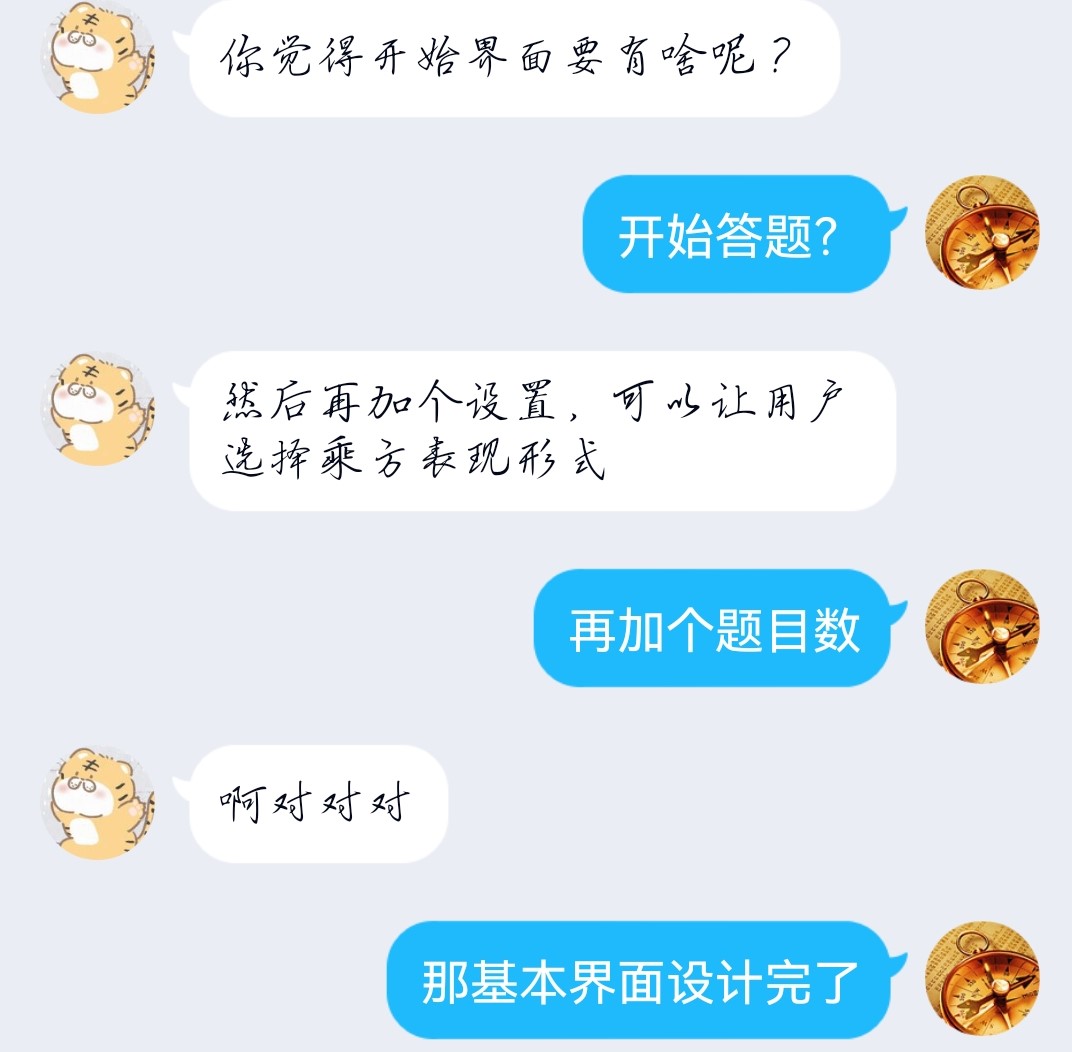 你觉得开始界面要有啥呢？
开始答题？
然后再加个设置，可以让用户
选择乘方表现形式
再加个题目数
啊对对对
那基本界面设计完了